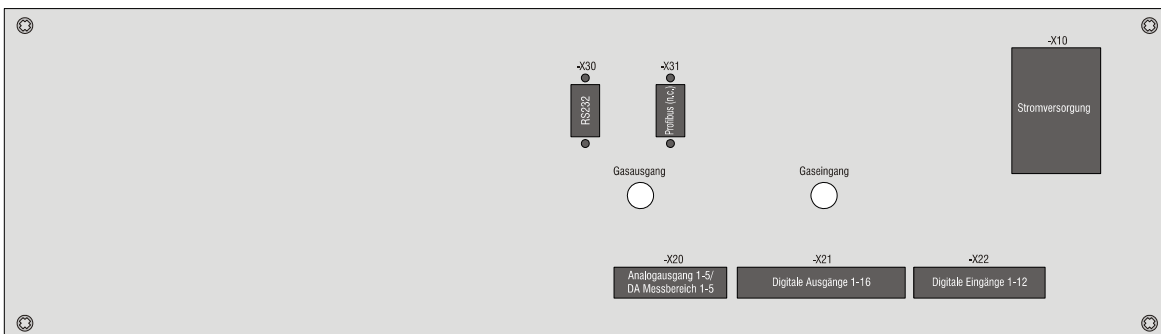 -X10
-X30
-X31
RS232
Profibus (n.c.)
Stromversorgung
Gasausgang
Gaseingang
-X20
-X21
-X22
Analogausgang 1-5/
DA Messbereich 1-5
Digitale Ausgänge 1-16
Digitale Eingänge 1-12